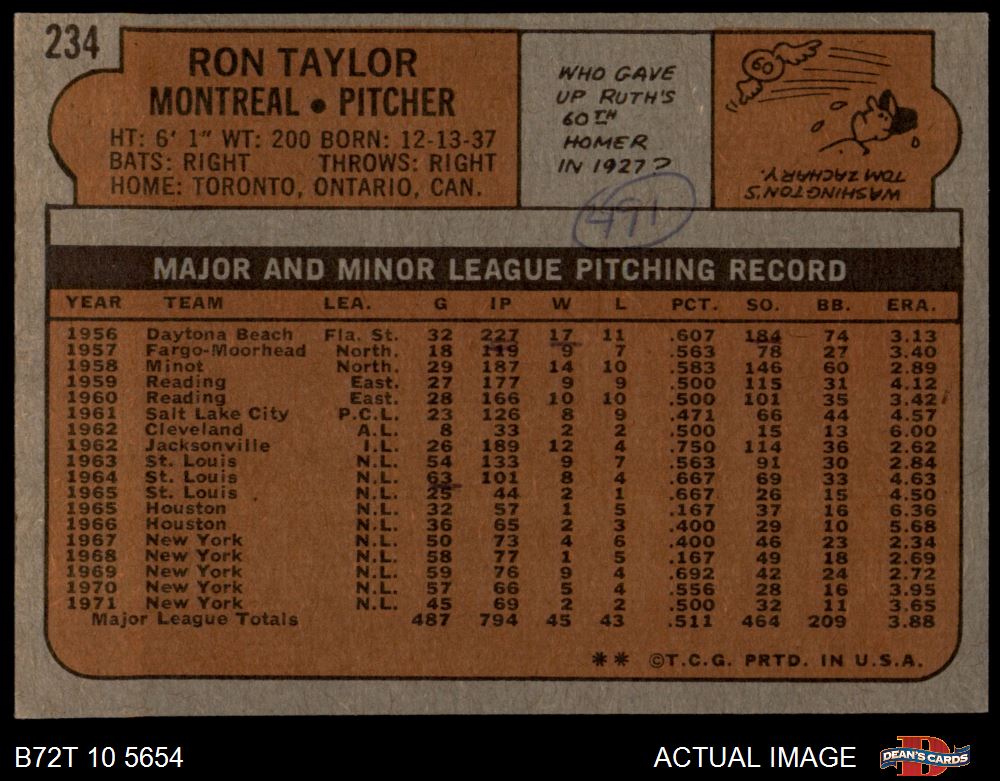 234
RON TAYLOR
MONTREAL • PITCHER
HT: 6' 1" WT: 200 BORN: 12-13-37
BATS: RIGHT THROWS: RIGHT
HOME: TORONTO, ONTARIO, CAN.
WHO GAVE
UP RUTH'S
60TH
HOMER
IN 1927?
60
WASHINGTON'S
TOM ZACHARY.
491
MAJOR AND MINOR LEAGUE PITCHING RECORD
YEAR TEAM LEA. G IP W L PCT. SO. BB. ERA.
1956 Daytona Beach Fla. St. 32 227 17 11 .607 184 74 3.13
1957 Fargo-Moorhead North. 18 119 9 7 .563 78 27 3.40
1958 Minot North. 29 187 14 10 .583 146 60 2.89
1959 Reading East. 27 177 9 9 .500 115 31 4.12
1960 Reading East. 28 166 10 10 .500 101 35 3.42
1961 Salt Lake City P.C.L. 23 126 8 9 .471 66 44 4.57
1962 Cleveland A.L. 8 33 2 2 .500 15 13 6.00
1962 Jacksonville I.L. 26 189 12 4 .750 114 36 2.62
1963 St. Louis N.L. 54 133 9 7 .563 91 30 2.84
1964 St. Louis N.L. 63 101 8 4 .667 69 33 4.63
1965 St. Louis N.L. 25 44 2 1 .667 26 15 4.50
1965 Houston N.L. 32 57 1 5 .167 37 16 6.36
1966 Houston N.L. 36 65 2 3 .400 29 10 5.68
1967 New York N.L. 50 73 4 6 .400 46 23 2.34
1968 New York N.L. 58 77 1 5 .167 49 18 2.69
1969 New York N.L. 59 76 9 4 .692 42 24 2.72
1970 New York N.L. 57 66 5 4 .556 28 16 3.95
1971 New York N.L. 45 69 2 2 .500 32 11 3.65
Major League Totals 487 794 45 43 .511 464 209 3.88
** ©T.C.G. PRTD. IN U.S.A.
B72T 10 5654
ACTUAL IMAGE
DEAN'S CARDS